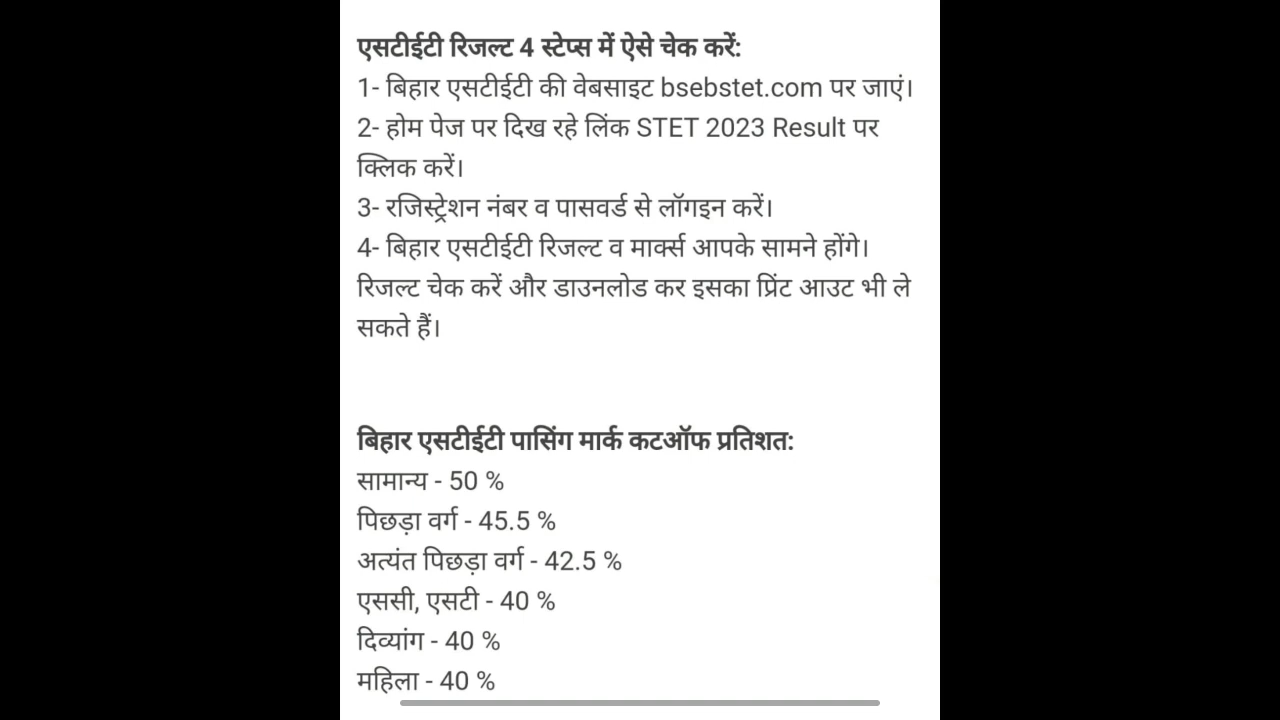 एसटीईटी रिजल्ट 4 स्टेप्स में ऐसे चेक करें:
1- बिहार एसटीईटी की वेबसाइट bsebstet.com पर जाएं।
2- होम पेज पर दिख रहे लिंक STET 2023 Result पर
क्लिक करें।
3- रजिस्ट्रेशन नंबर व पासवर्ड से लॉगइन करें।
4- बिहार एसटीईटी रिजल्ट व मार्क्स आपके सामने होंगे।
रिजल्ट चेक करें और डाउनलोड कर इसका प्रिंट आउट भी ले
सकते हैं।
बिहार एसटीईटी पासिंग मार्क कटऑफ प्रतिशत:
सामान्य - 50 %
पिछड़ा वर्ग - 45.5 %
अत्यंत पिछड़ा वर्ग - 42.5 %
एससी, एसटी - 40 %
दिव्यांग - 40 %
महिला - 40 %